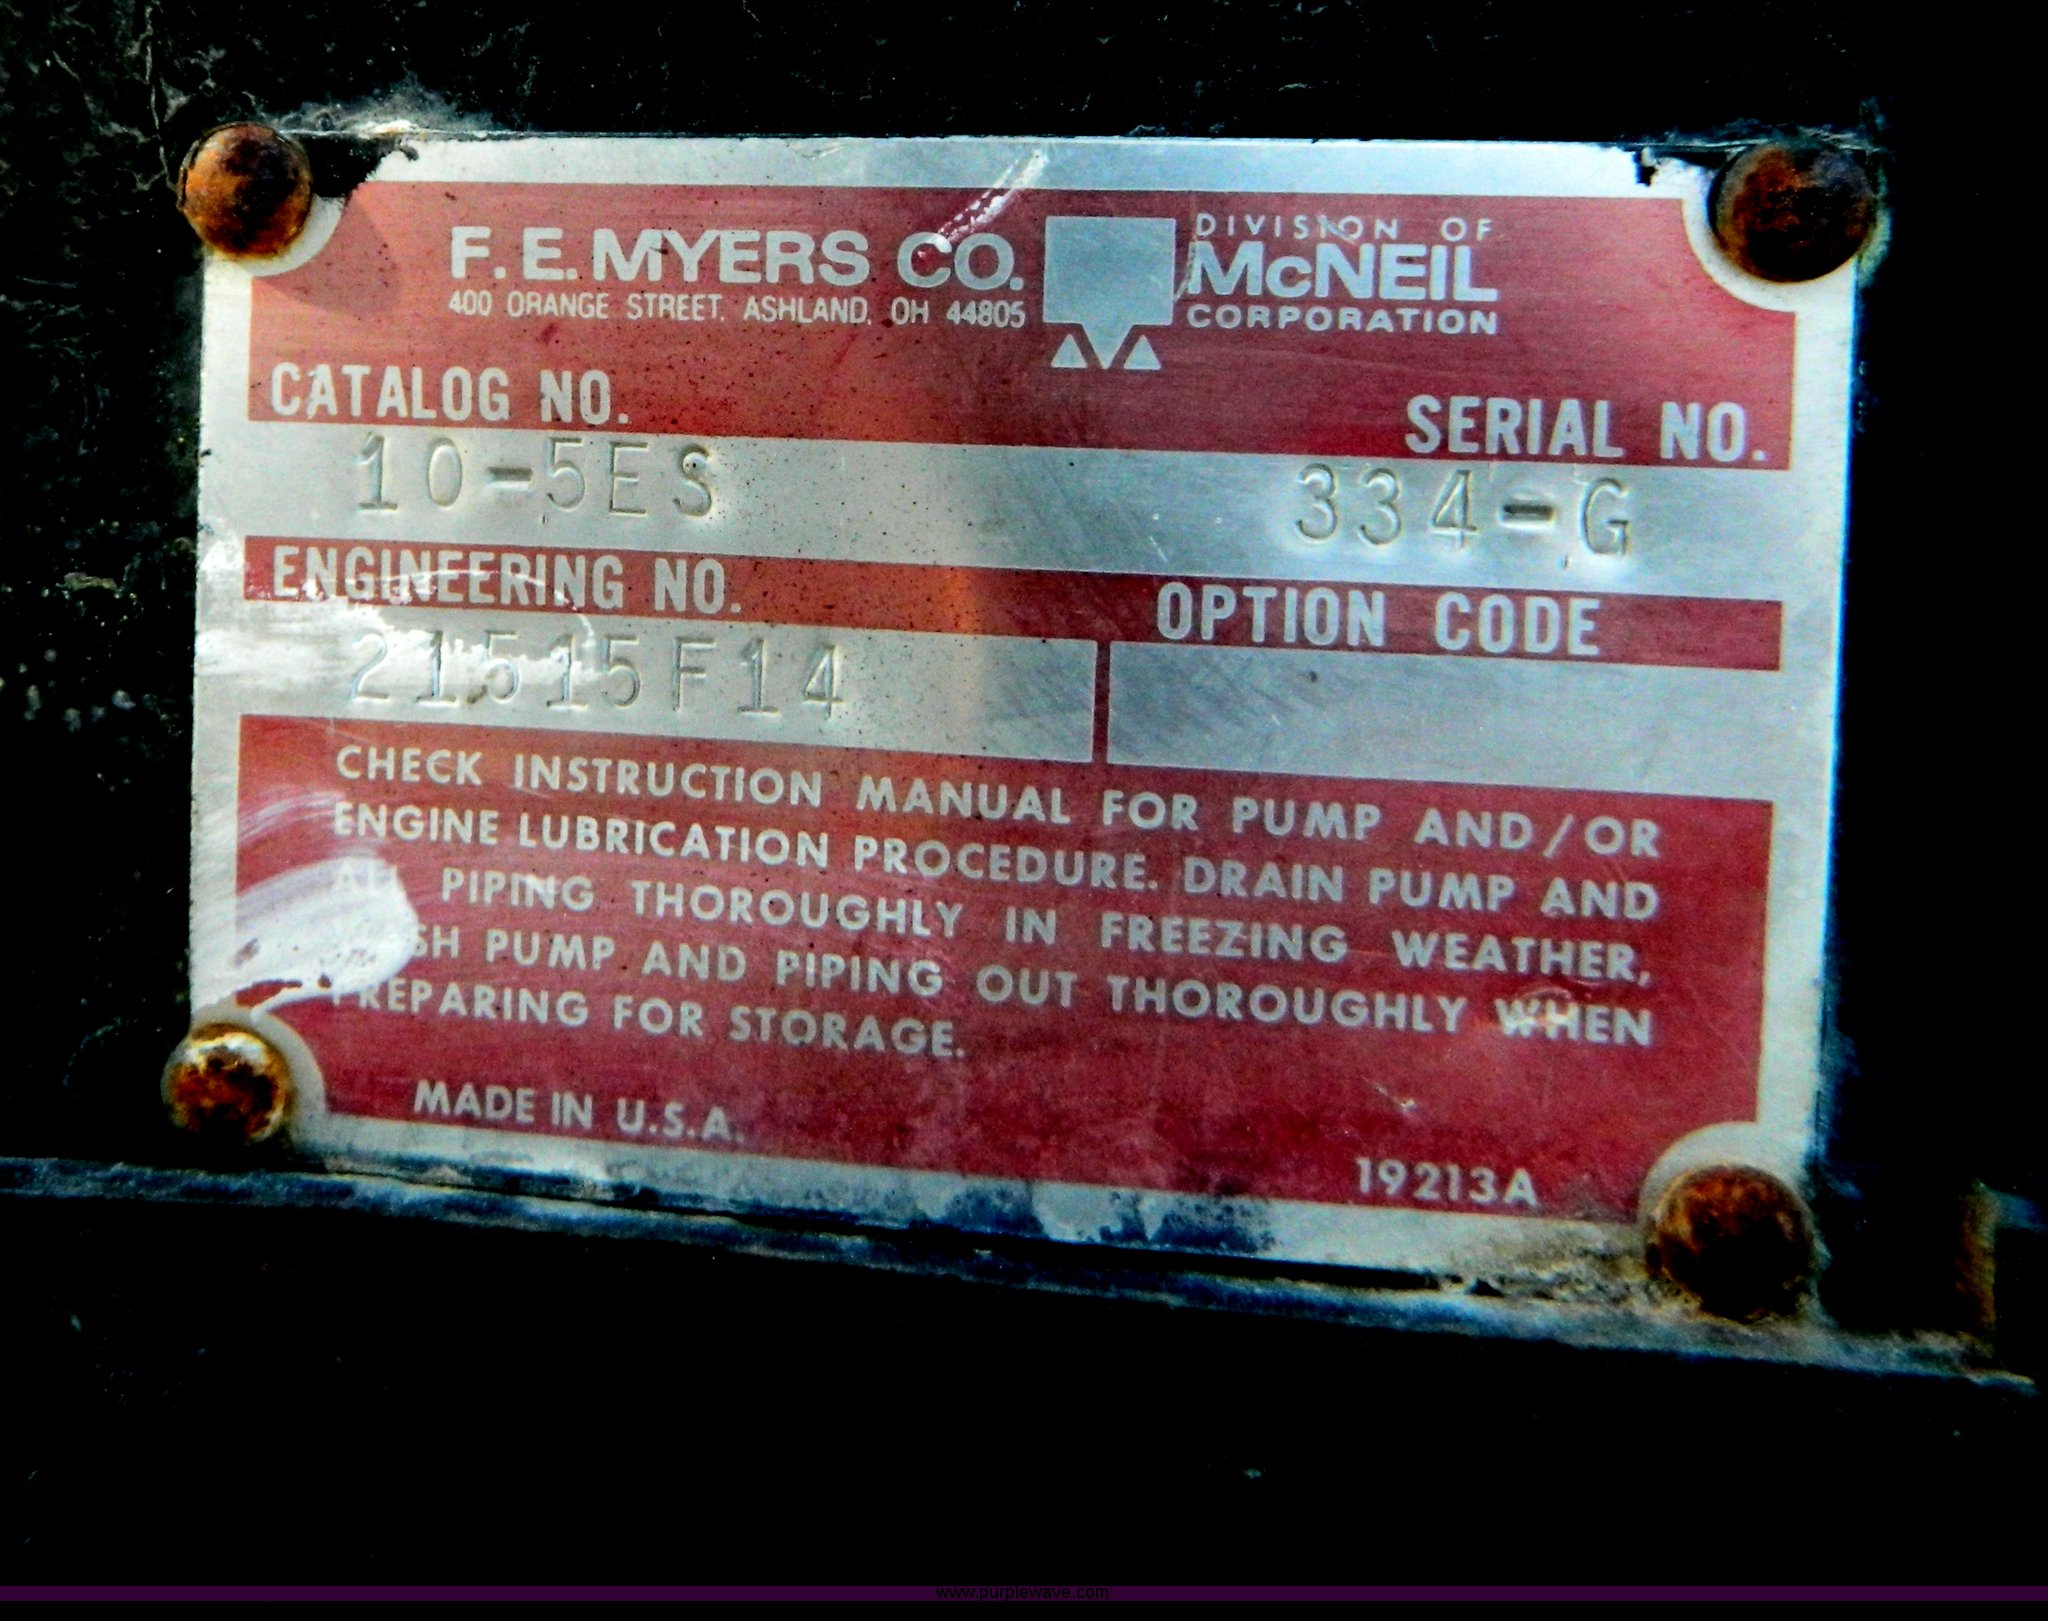 F. E. MYERS CO.
400 ORANGE STREET, ASHLAND, OH 44805
DIVISION OF
McNEIL
CORPORATION
CATALOG NO.
SERIAL NO.
10-5ES
334-G
ENGINEERING NO.
OPTION CODE
21515F14
CHECK INSTRUCTION MANUAL FOR PUMP AND/OR
ENGINE LUBRICATION PROCEDURE. DRAIN PUMP AND
ALL PIPING THOROUGHLY IN FREEZING WEATHER,
PUMP AND PIPING OUT THOROUGHLY WHEN
PREPARING FOR STORAGE.
MADE IN U.S.A.
19213A
www.purplewave.com